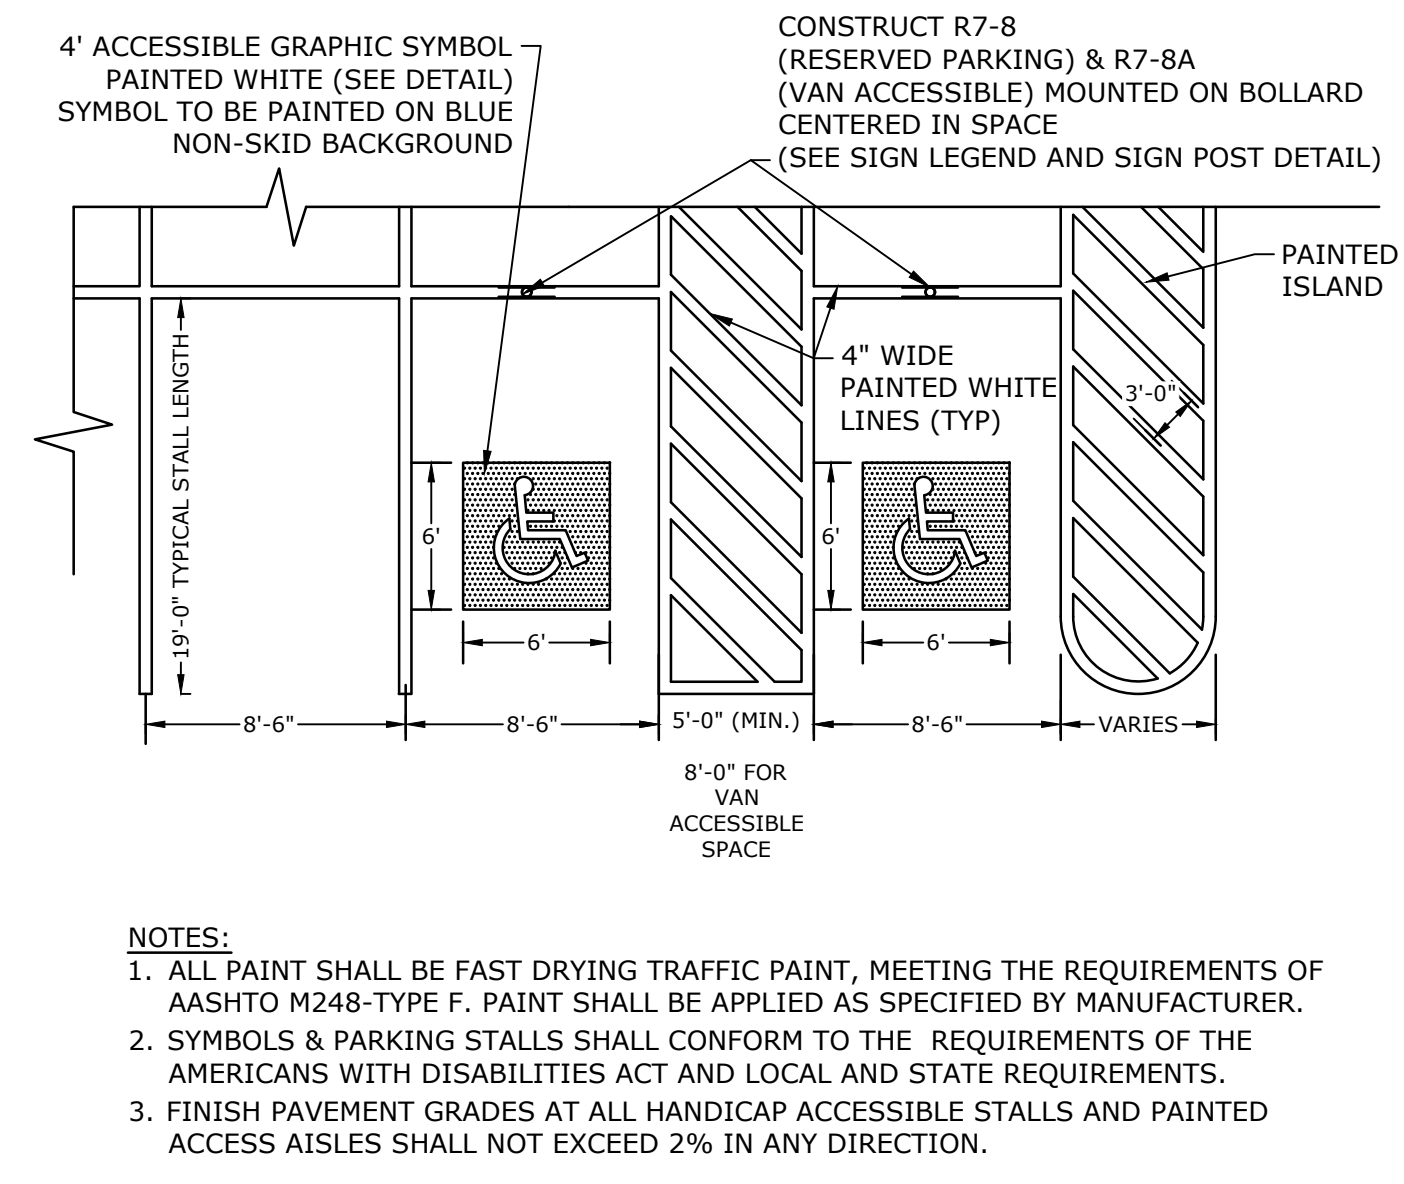 4' ACCESSIBLE GRAPHIC SYMBOL
PAINTED WHITE (SEE DETAIL)
SYMBOL TO BE PAINTED ON BLUE
NON-SKID BACKGROUND
CONSTRUCT R7-8
(RESERVED PARKING) & R7-8A
(VAN ACCESSIBLE) MOUNTED ON BOLLARD
CENTERED IN SPACE
(SEE SIGN LEGEND AND SIGN POST DETAIL)
PAINTED
ISLAND
4" WIDE
PAINTED WHITE
LINES (TYP)
3'-0"
19'-0" TYPICAL STALL LENGTH
6'
6'
6'
6'
8'-6"
8'-6"
5'-0" (MIN.)
8'-6"
VARIES
8'-0" FOR
VAN
ACCESSIBLE
SPACE
NOTES:
1. ALL PAINT SHALL BE FAST DRYING TRAFFIC PAINT, MEETING THE REQUIREMENTS OF
AASHTO M248-TYPE F. PAINT SHALL BE APPLIED AS SPECIFIED BY MANUFACTURER.
2. SYMBOLS & PARKING STALLS SHALL CONFORM TO THE REQUIREMENTS OF THE
AMERICANS WITH DISABILITIES ACT AND LOCAL AND STATE REQUIREMENTS.
3. FINISH PAVEMENT GRADES AT ALL HANDICAP ACCESSIBLE STALLS AND PAINTED
ACCESS AISLES SHALL NOT EXCEED 2% IN ANY DIRECTION.